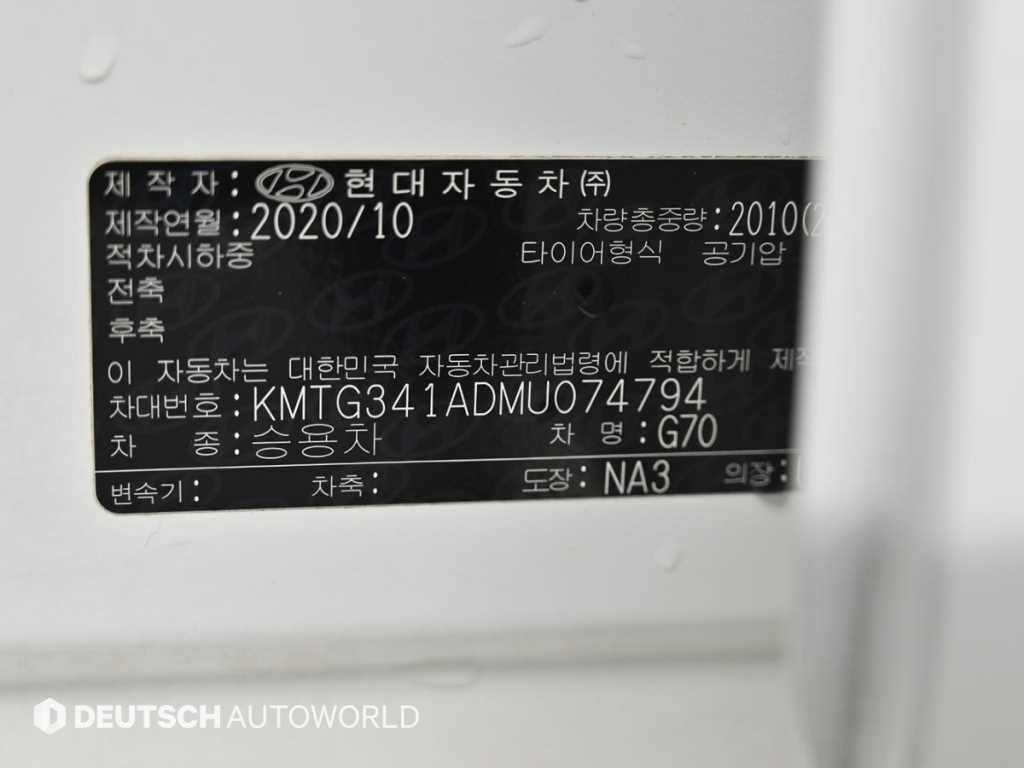 제 작 자 : 현 대 자 동 차 ㈜
제작연월 : 2020/10 차량총중량 : 2010(2
적차시하중 타이어형식 공기압
전축
후축
이 자동차는 대한민국 자동차관리법령에 적합하게 제작
차대번호 : KMTG341ADMU074794
차 종 : 승용차 차 명 : G70
변속기 : 차축 : 도장 : NA3 의장 :
DEUTSCH AUTOWORLD